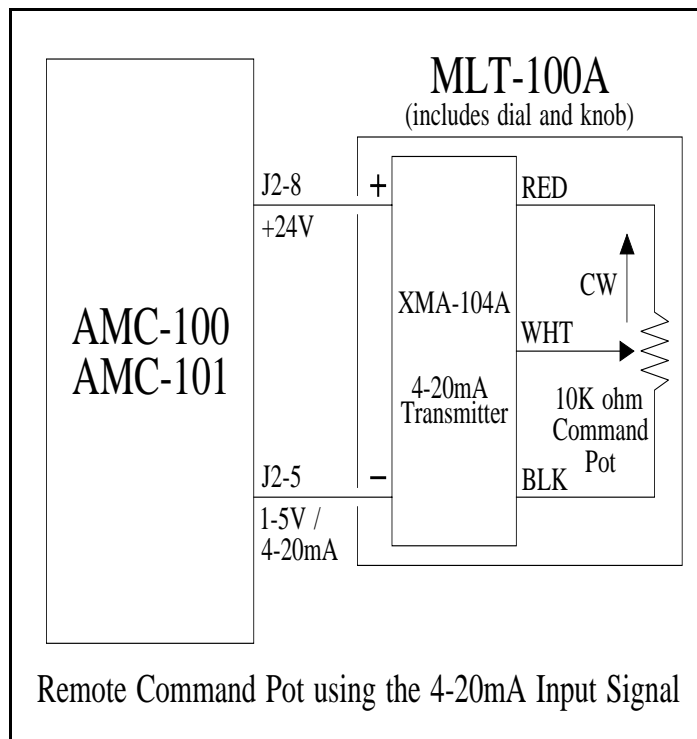 MLT-100A
(includes dial and knob)
J2-8
+24V
+
RED
AMC-100
AMC-101
XMA-104A
4-20mA
Transmitter
CW
WHT
10K ohm
Command
Pot
J2-5
1-5V /
4-20mA
−
BLK
Remote Command Pot using the 4-20mA Input Signal